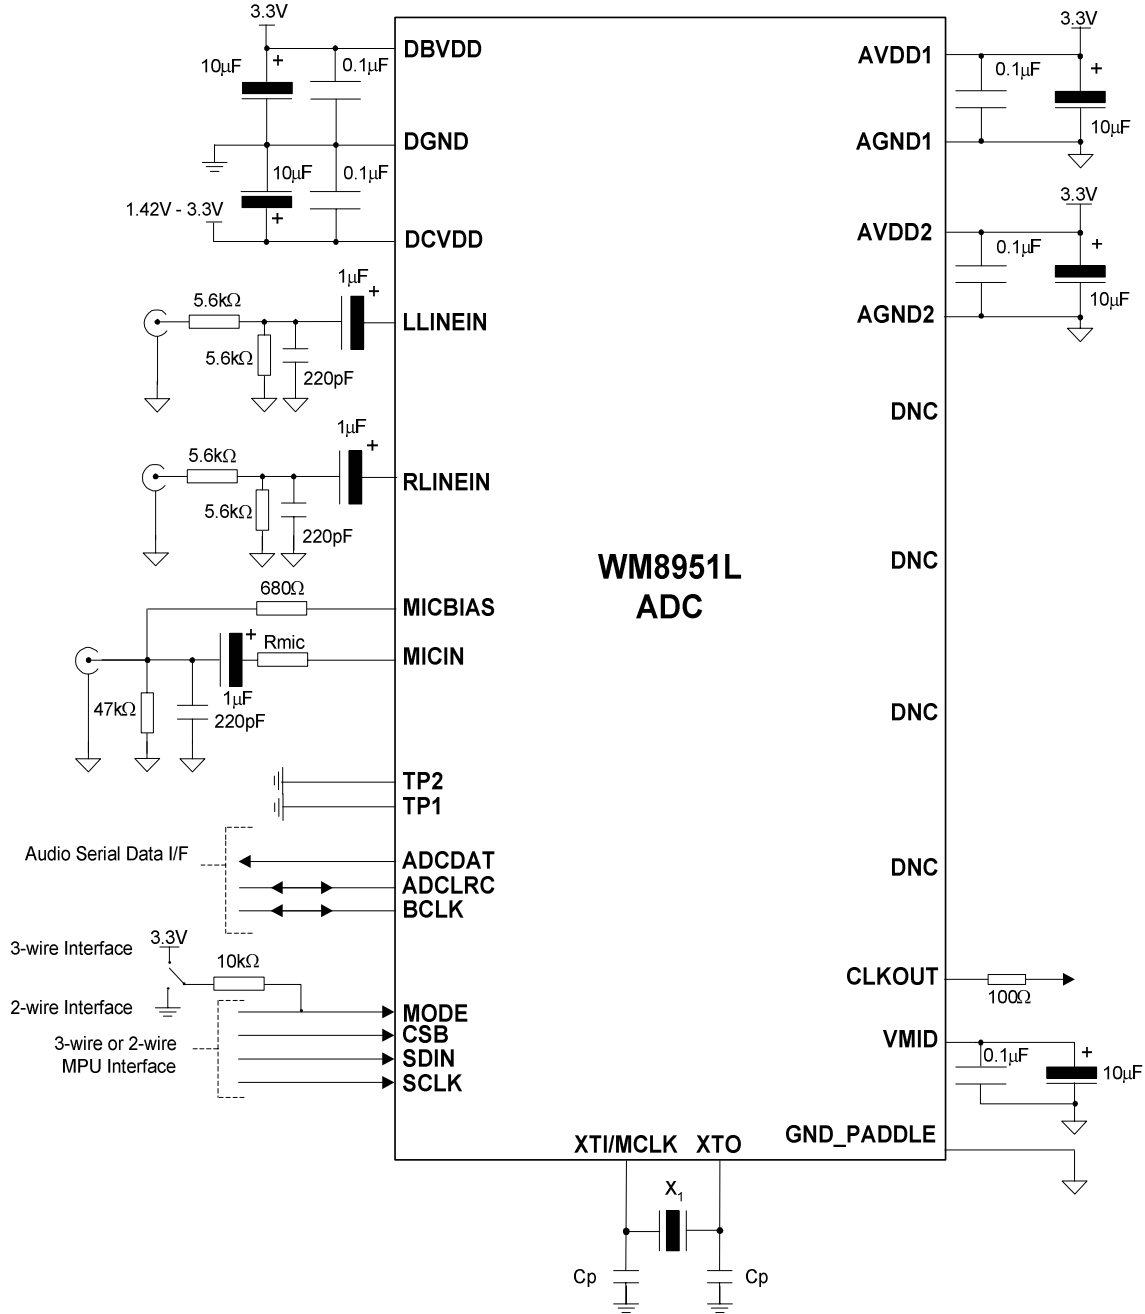 3.3V
DBVDD
+
10µF
0.1µF
DGND
10µF
0.1µF
1.42V - 3.3V
+
DCVDD
1µF
+
5.6kΩ
LLINEIN
5.6kΩ
220pF
1µF
+
5.6kΩ
RLINEIN
5.6kΩ
220pF
680Ω
MICBIAS
+
Rmic
MICIN
1µF
47kΩ
220pF
TP2
TP1
Audio Serial Data I/F
ADCDAT
ADCLRC
BCLK
3-wire Interface
3.3V
10kΩ
2-wire Interface
MODE
3-wire or 2-wire
MPU Interface
CSB
SDIN
SCLK
WM8951L
ADC
3.3V
AVDD1
0.1µF
+
10µF
AGND1
3.3V
AVDD2
0.1µF
+
10µF
AGND2
DNC
DNC
DNC
DNC
CLKOUT
100Ω
VMID
0.1µF
+
10µF
GND_PADDLE
XTI/MCLK
XTO
X1
Cp
Cp